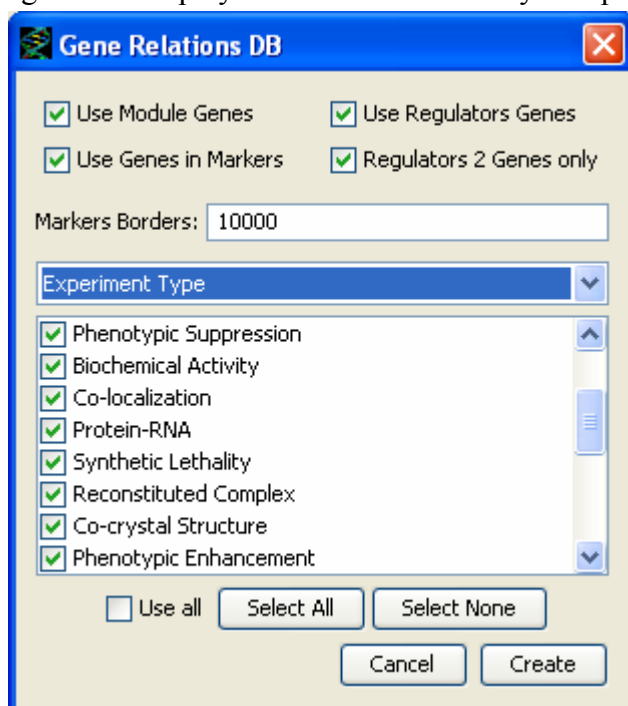 Gene Relations DB
Use Module Genes Use Regulators Genes
Use Genes in Markers Regulators 2 Genes only
Markers Borders: 10000
Experiment Type
Phenotypic Suppression
Biochemical Activity
Co-localization
Protein-RNA
Synthetic Lethality
Reconstituted Complex
Co-crystal Structure
Phenotypic Enhancement
Use all Select All Select None
Cancel Create